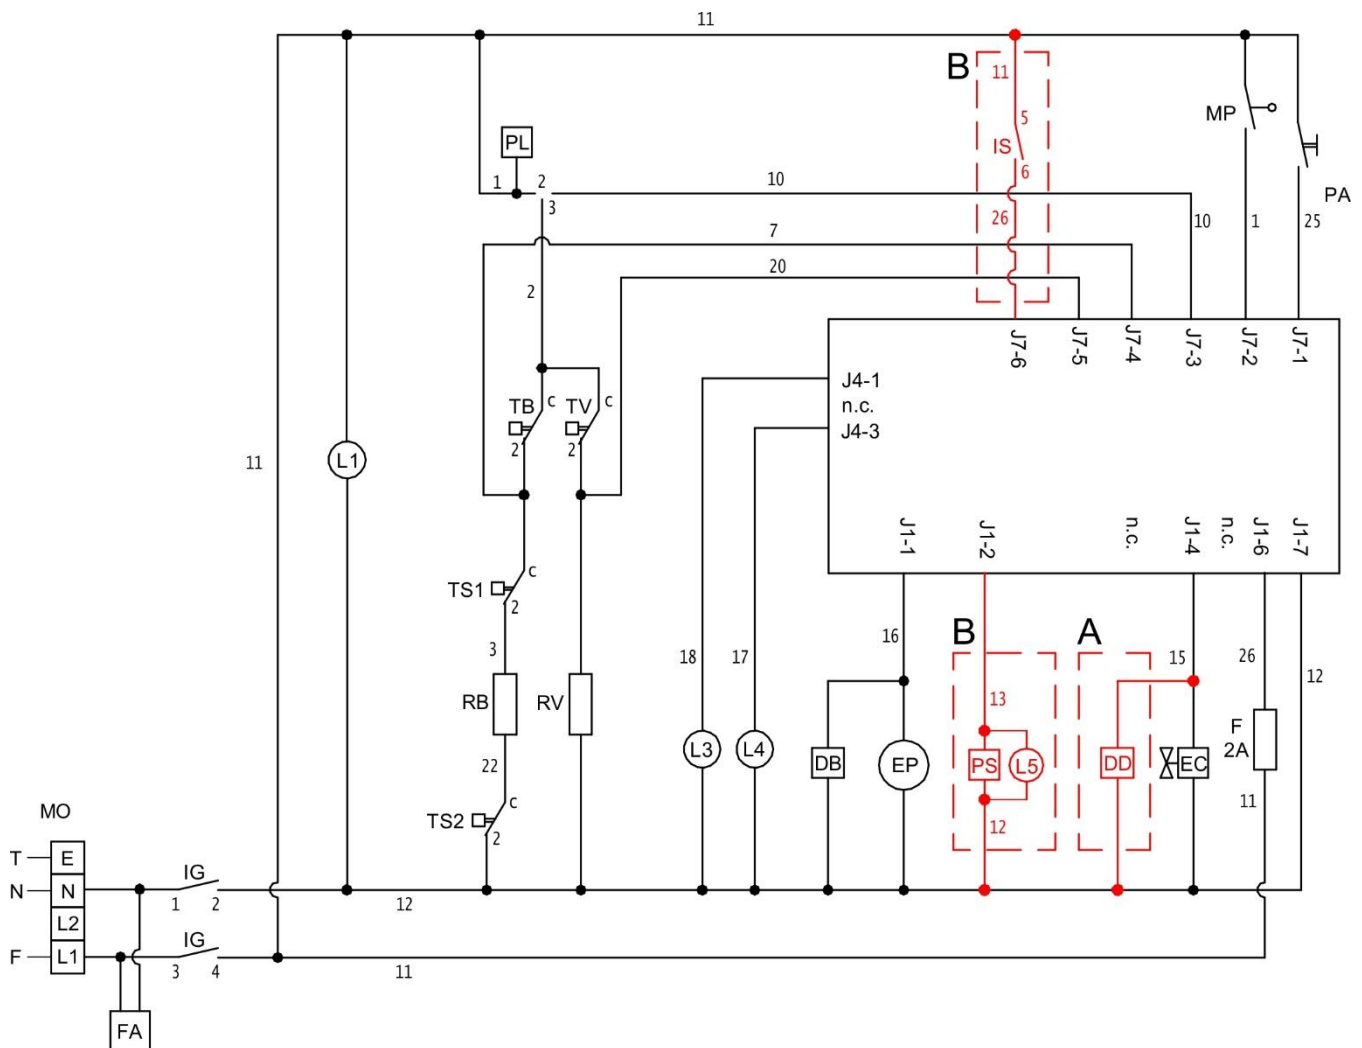 11
B
11
5
IS
6
26
MP
PA
PL
1
2
3
10
10
1
25
7
20
2
J7-6
J7-5
J7-4
J7-3
J7-2
J7-1
J4-1
n.c.
J4-3
TB
c
TV
c
2
2
11
L1
J1-1
J1-2
n.c.
J1-4
n.c.
J1-6
J1-7
TS1
c
2
3
RB
RV
22
TS2
c
2
18
17
16
B
A
15
26
12
13
L3
L4
DB
EP
PS
L5
DD
EC
F
2A
11
12
MO
T
E
N
N
L2
F
L1
IG
1
2
12
IG
3
4
11
FA